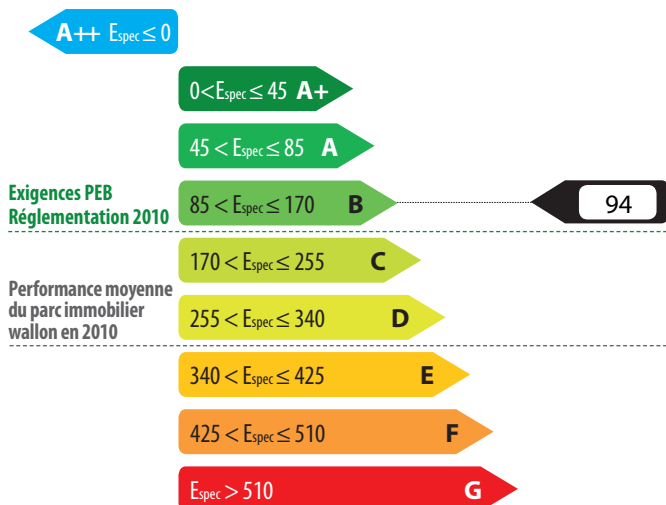 A++ Espec ≤ 0
0<Espec ≤ 45 A+
45 < Espec ≤ 85 A
Exigences PEB
Réglementation 2010
85 < Espec ≤ 170 B
94
170 < Espec ≤ 255 C
Performance moyenne
du parc immobilier
wallon en 2010
255 < Espec ≤ 340 D
340 < Espec ≤ 425 E
425 < Espec ≤ 510 F
Espec > 510 G